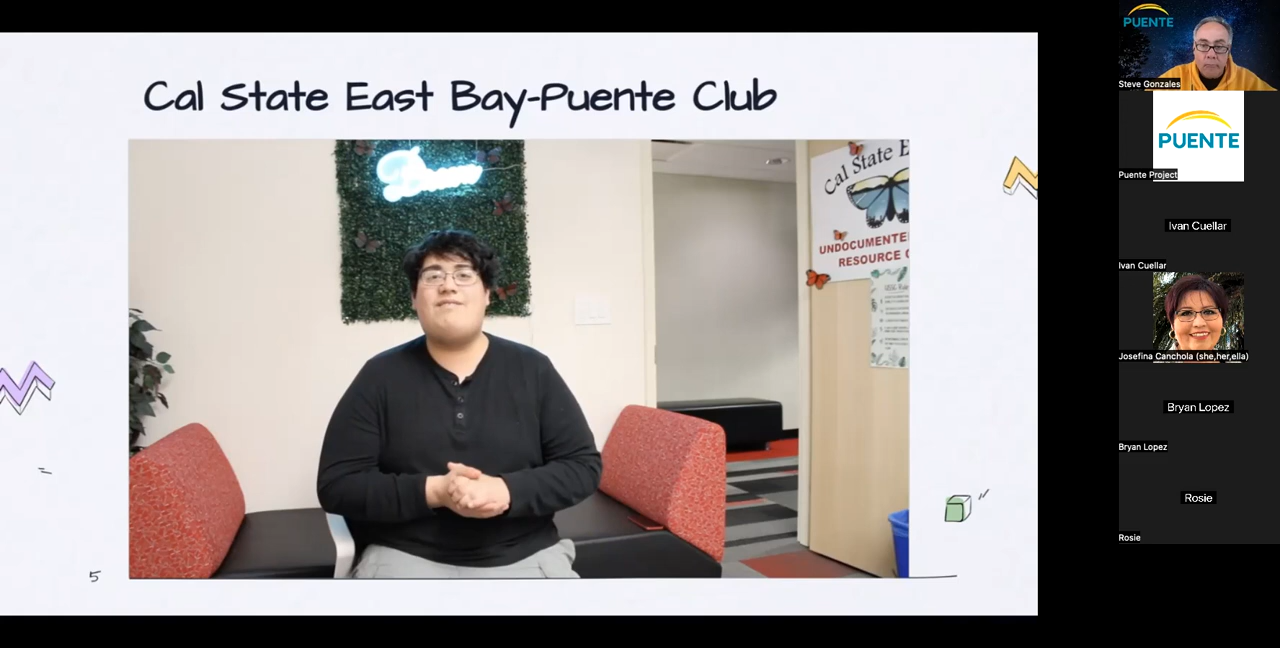 Cal State East Bay-Puente Club
Cal State E
UNDOCUMENTE
RESOURCE
5
PUENTE
Steve Gonzales
PUENTE
Puente Project
Ivan Cuellar
Ivan Cuellar
Josefina Canchola (she,her,ella)
Bryan Lopez
Bryan Lopez
Rosie
Rosie